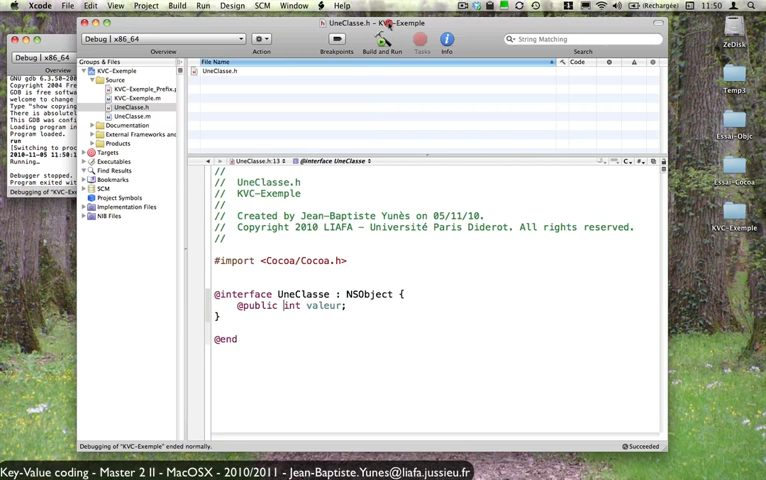 Xcode File Edit View Project Build Run Design SCM Window Help (Rechargée) 11:50
UneClasse.h - KVC-Exemple
Debug | x86_64
Overview Action Breakpoints Build and Run Tasks Info Search
String Matching
Groups & Files
KVC-Exemple
Source
KVC-Exemple_Prefix.p
KVC-Exemple.m
UneClasse.h
UneClasse.m
Documentation
External Frameworks and
Products
Targets
Executables
Find Results
Bookmarks
SCM
Project Symbols
Implementation Files
NIB Files
File Name Code
UneClasse.h
UneClasse.h:13 @interface UneClasse
//
// UneClasse.h
// KVC-Exemple
//
// Created by Jean-Baptiste Yunès on 05/11/10.
// Copyright 2010 LIAFA - Université Paris Diderot. All rights reserved.
//
#import <Cocoa/Cocoa.h>
@interface UneClasse : NSObject {
@public int valeur;
}
@end
Debugging of "KVC-Exemple" ended normally.
Succeeded
Debug | x86_64
Overview
GNU gdb 6.3.50-
Copyright 2004 Free
GDB is free softwar
welcome to change
Type "show copying
There is absolutely
This GDB was confi
Loading program in
Program loaded.
run
[Switching to proc
2010-11-05 11:50:1
Running…
Debugger stopped.
Program exited wit
Debugging of "KVC-Exemple
ZeDisk
Temp3
Essai-Objc
Essai-Cocoa
KVC-Exemple
Key-Value coding - Master 2 II - MacOSX - 2010/2011 - Jean-Baptiste.Yunes@liafa.jussieu.fr